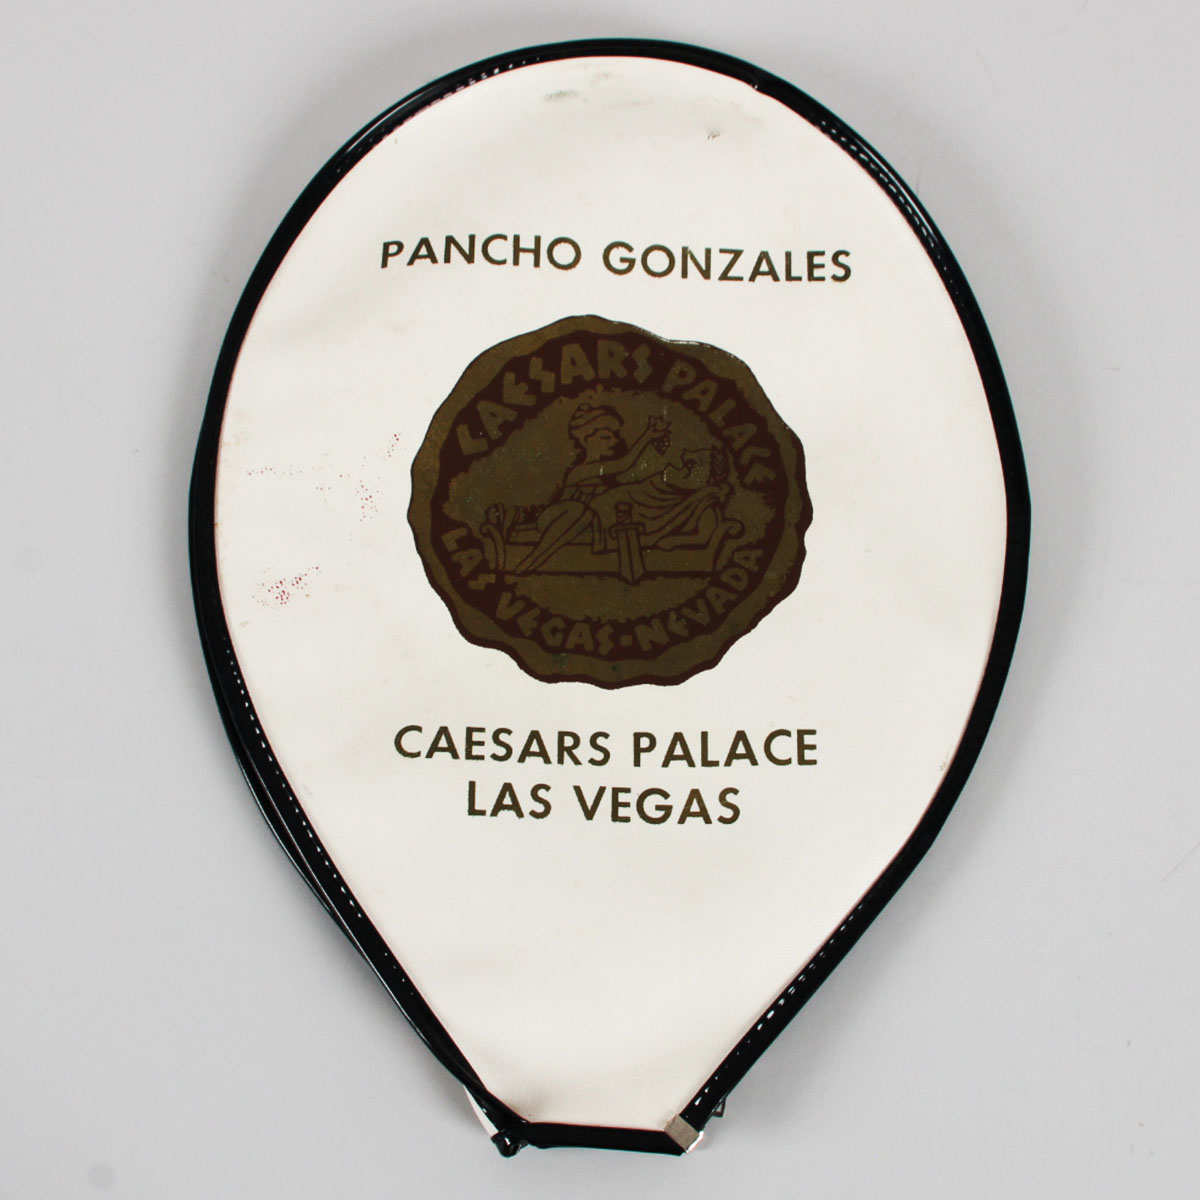 PANCHO GONZALES
CAESARS PALACE
LAS VEGAS • NEVADA
CAESARS PALACE
LAS VEGAS